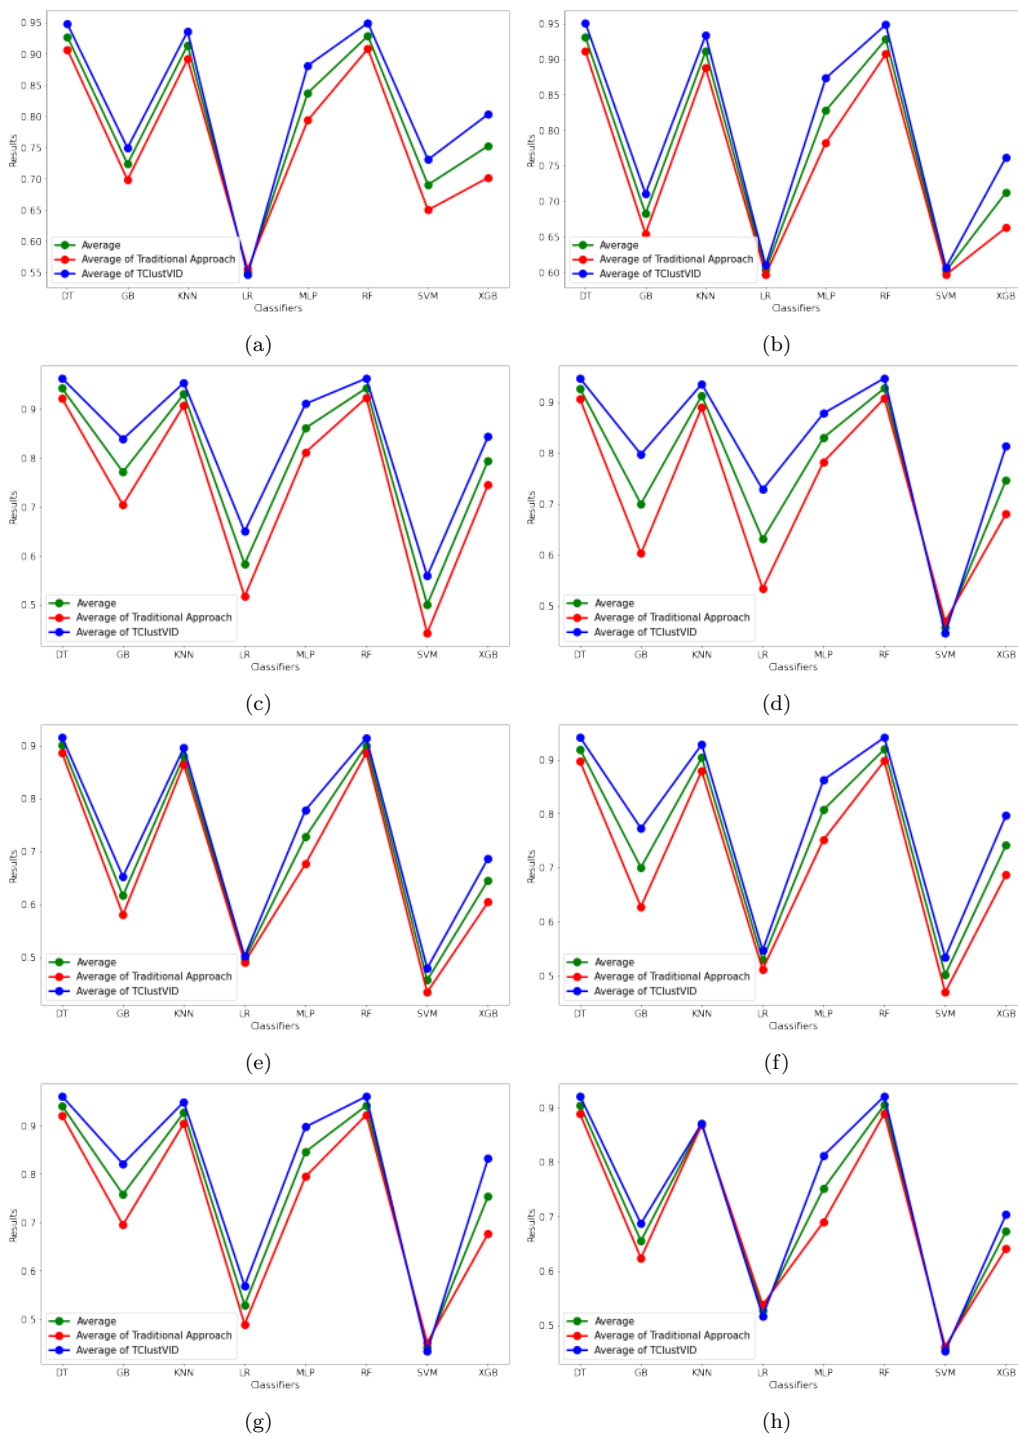 0.95
0.90
0.85
0.80
0.75
0.70
0.65
0.60
0.55
Results
Average
Average of Traditional Approach
Average of TClustVID
DT GB KNN LR MLP RF SVM XGB
Classifiers
(a)
0.95
0.90
0.85
0.80
0.75
0.70
0.65
0.60
Results
Average
Average of Traditional Approach
Average of TClustVID
DT GB KNN LR MLP RF SVM XGB
Classifiers
(b)
0.9
0.8
0.7
0.6
0.5
Results
Average
Average of Traditional Approach
Average of TClustVID
DT GB KNN LR MLP RF SVM XGB
Classifiers
(c)
0.9
0.8
0.7
0.6
0.5
Results
Average
Average of Traditional Approach
Average of TClustVID
DT GB KNN LR MLP RF SVM XGB
Classifiers
(d)
0.9
0.8
0.7
0.6
0.5
Results
Average
Average of Traditional Approach
Average of TClustVID
DT GB KNN LR MLP RF SVM XGB
Classifiers
(e)
0.9
0.8
0.7
0.6
0.5
Results
Average
Average of Traditional Approach
Average of TClustVID
DT GB KNN LR MLP RF SVM XGB
Classifiers
(f)
0.9
0.8
0.7
0.6
0.5
Results
Average
Average of Traditional Approach
Average of TClustVID
DT GB KNN LR MLP RF SVM XGB
Classifiers
(g)
0.9
0.8
0.7
0.6
0.5
Results
Average
Average of Traditional Approach
Average of TClustVID
DT GB KNN LR MLP RF SVM XGB
Classifiers
(h)